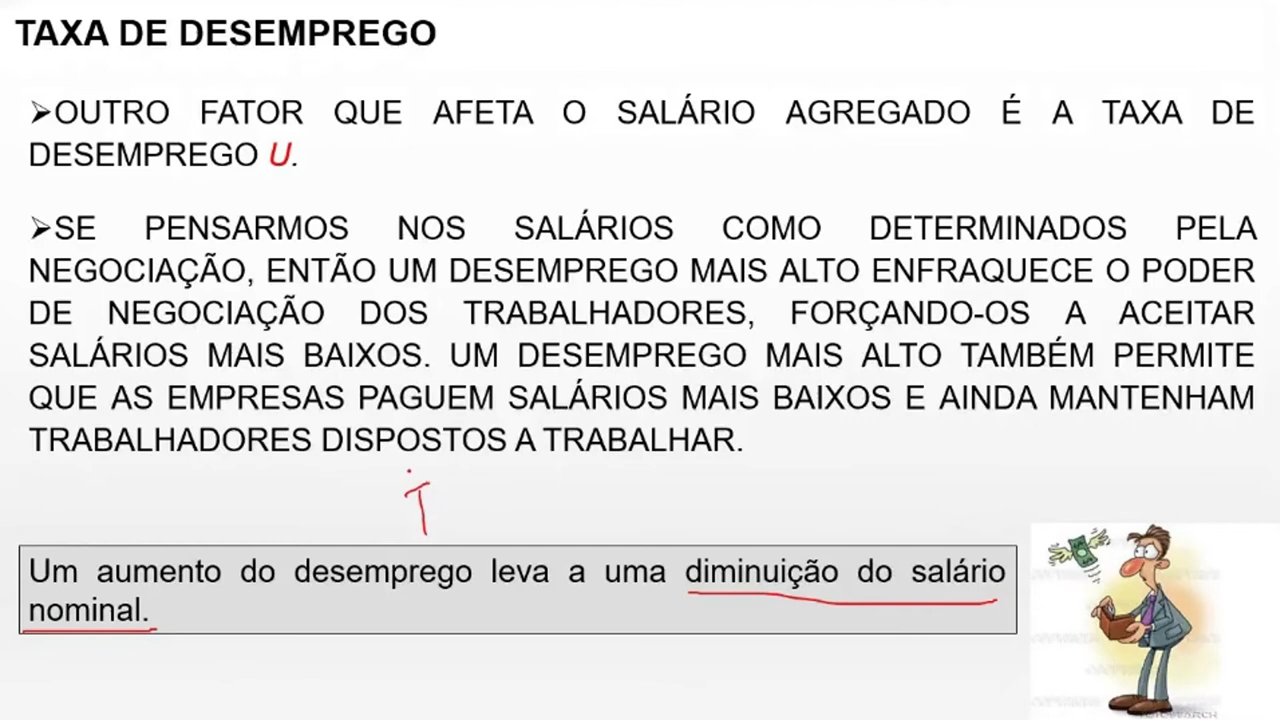 TAXA DE DESEMPREGO
➢OUTRO FATOR QUE AFETA O SALÁRIO AGREGADO É A TAXA DE
DESEMPREGO U.
➢SE PENSARMOS NOS SALÁRIOS COMO DETERMINADOS PELA
NEGOCIAÇÃO, ENTÃO UM DESEMPREGO MAIS ALTO ENFRAQUECE O PODER
DE NEGOCIAÇÃO DOS TRABALHADORES, FORÇANDO-OS A ACEITAR
SALÁRIOS MAIS BAIXOS. UM DESEMPREGO MAIS ALTO TAMBÉM PERMITE
QUE AS EMPRESAS PAGUEM SALÁRIOS MAIS BAIXOS E AINDA MANTENHAM
TRABALHADORES DISPOSTOS A TRABALHAR.
Um aumento do desemprego leva a uma diminuição do salário
nominal.